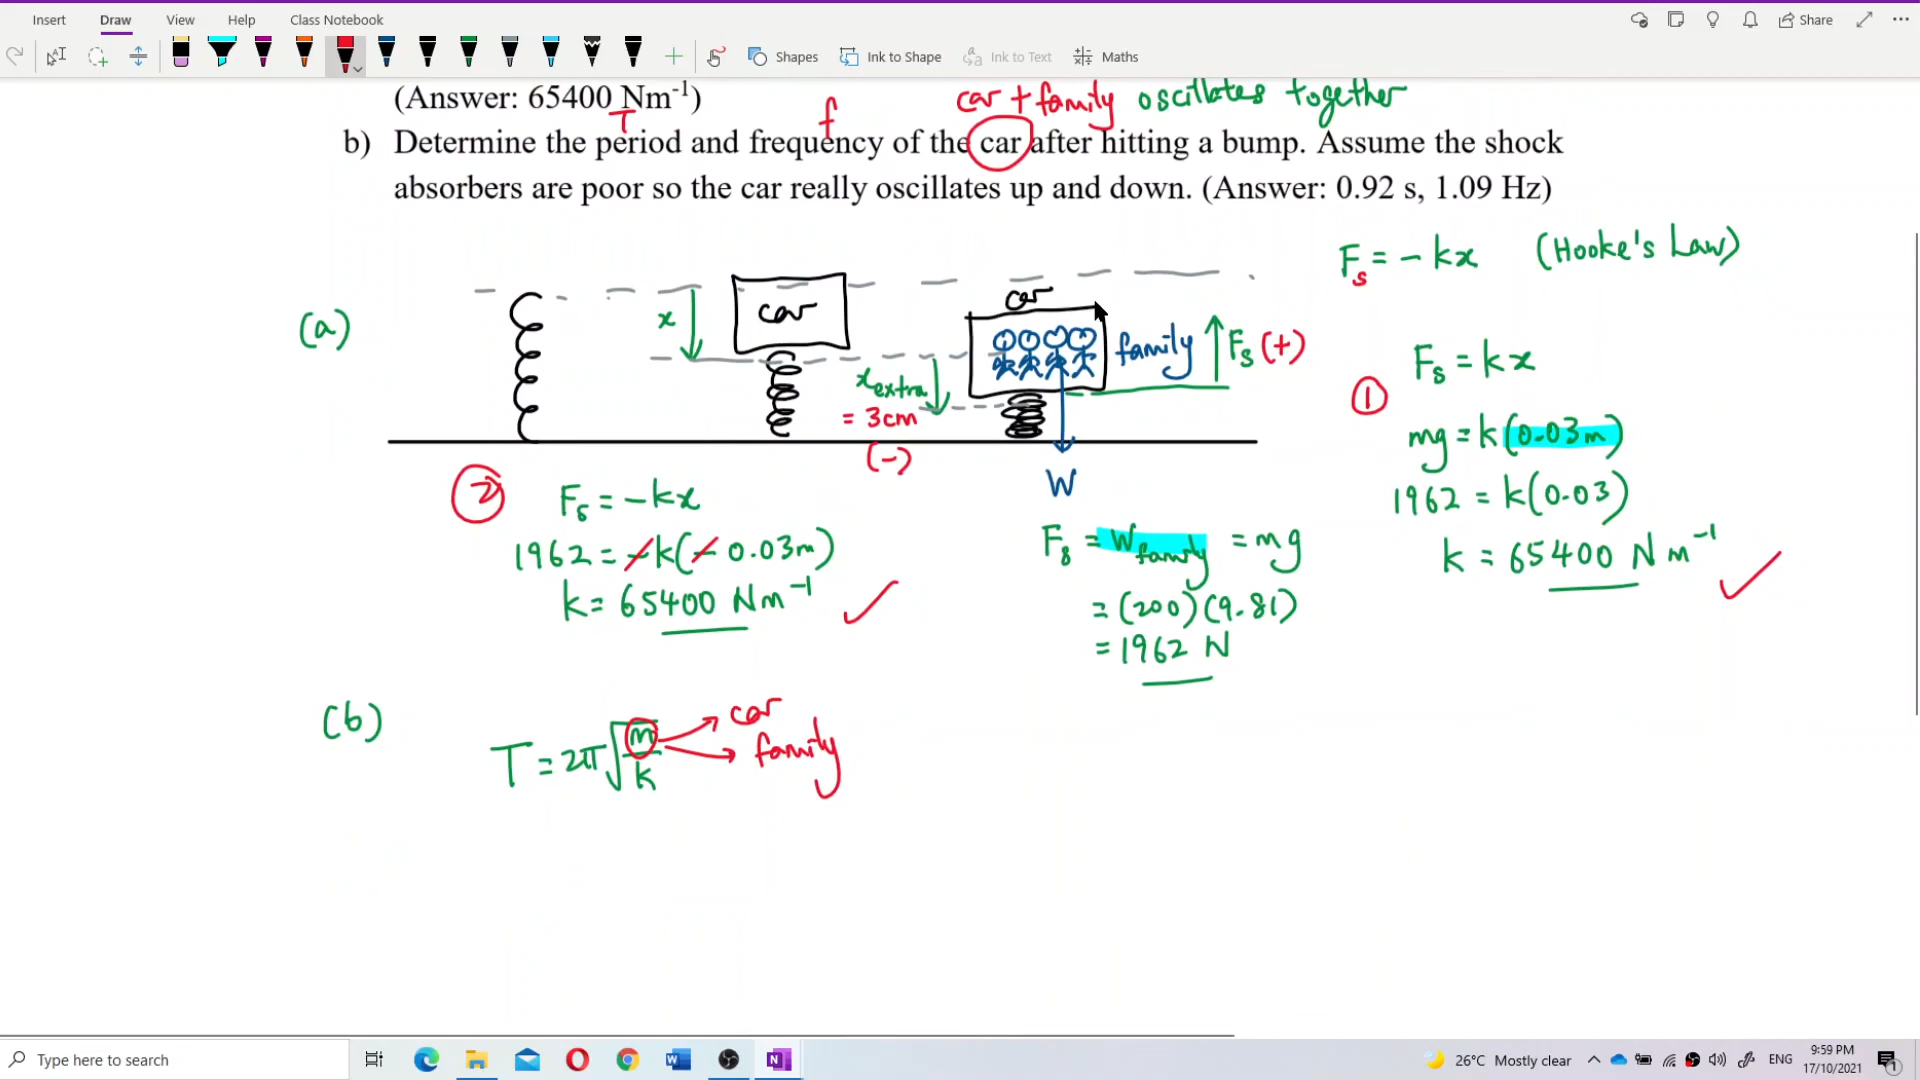 Insert Draw View Help Class Notebook Share
Shapes Ink to Shape Ink to Text Maths
(Answer: 65400 Nm⁻¹)
T f car + family oscillates together
b) Determine the period and frequency of the car after hitting a bump. Assume the shock
absorbers are poor so the car really oscillates up and down. (Answer: 0.92 s, 1.09 Hz)
Fs = - kx (Hooke's Law)
(a)
x
car
car
family
Fs (+)
xextra
= 3cm
(-)
W
Fs = kx
①
mg = k(0.03m)
1962 = k(0.03)
k = 65400 N m⁻¹
②
Fs = -kx
1962 = -k(-0.03m)
k = 65400 Nm⁻¹
Fs = Wfamily = mg
= (200)(9.81)
= 1962 N
(b)
T = 2π√m/k
car
family
Type here to search
26°C Mostly clear
ENG
9:59 PM
17/10/2021
1